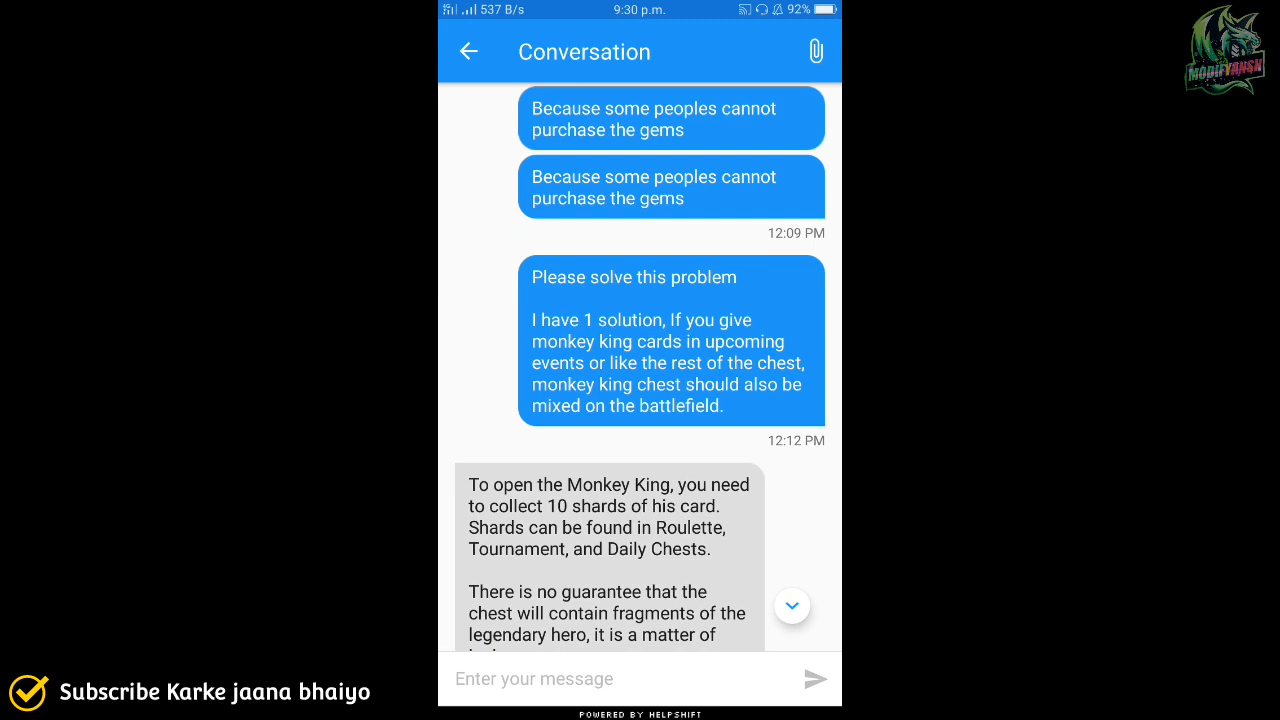 537 B/s
9:30 p.m.
92%
Conversation
MODIFYANSH
Because some peoples cannot
purchase the gems
Because some peoples cannot
purchase the gems
12:09 PM
Please solve this problem
I have 1 solution, If you give
monkey king cards in upcoming
events or like the rest of the chest,
monkey king chest should also be
mixed on the battlefield.
12:12 PM
To open the Monkey King, you need
to collect 10 shards of his card.
Shards can be found in Roulette,
Tournament, and Daily Chests.
There is no guarantee that the
chest will contain fragments of the
legendary hero, it is a matter of
Enter your message
Subscribe Karke jaana bhaiyo
POWERED BY HELPSHIFT